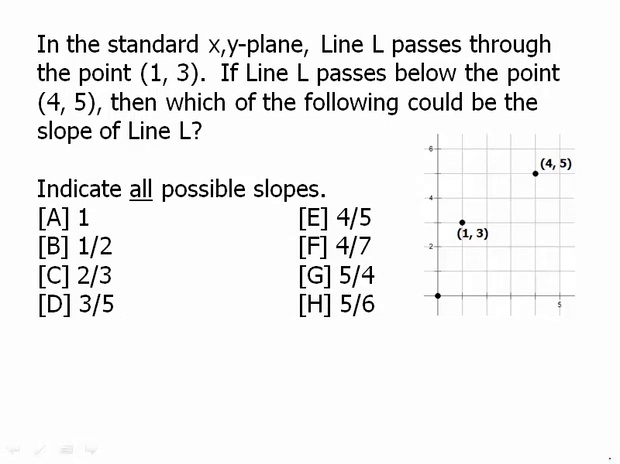 In the standard x,y-plane, Line L passes through
the point (1, 3). If Line L passes below the point
(4, 5), then which of the following could be the
slope of Line L?
Indicate all possible slopes.
[A] 1
[B] 1/2
[C] 2/3
[D] 3/5
[E] 4/5
[F] 4/7
[G] 5/4
[H] 5/6
6
(4, 5)
4
(1, 3)
2
5